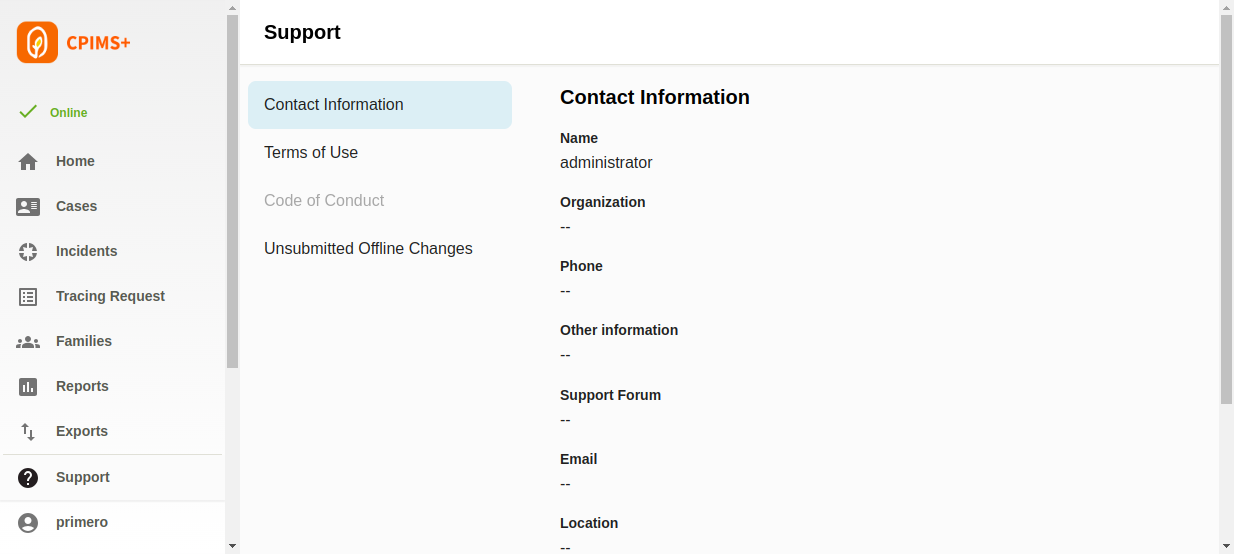 CPIMS+
Online
Home
Cases
Incidents
Tracing Request
Families
Reports
Exports
Support
primero
Support
Contact Information
Terms of Use
Code of Conduct
Unsubmitted Offline Changes
Contact Information
Name
administrator
Organization
--
Phone
--
Other information
--
Support Forum
--
Email
--
Location
--